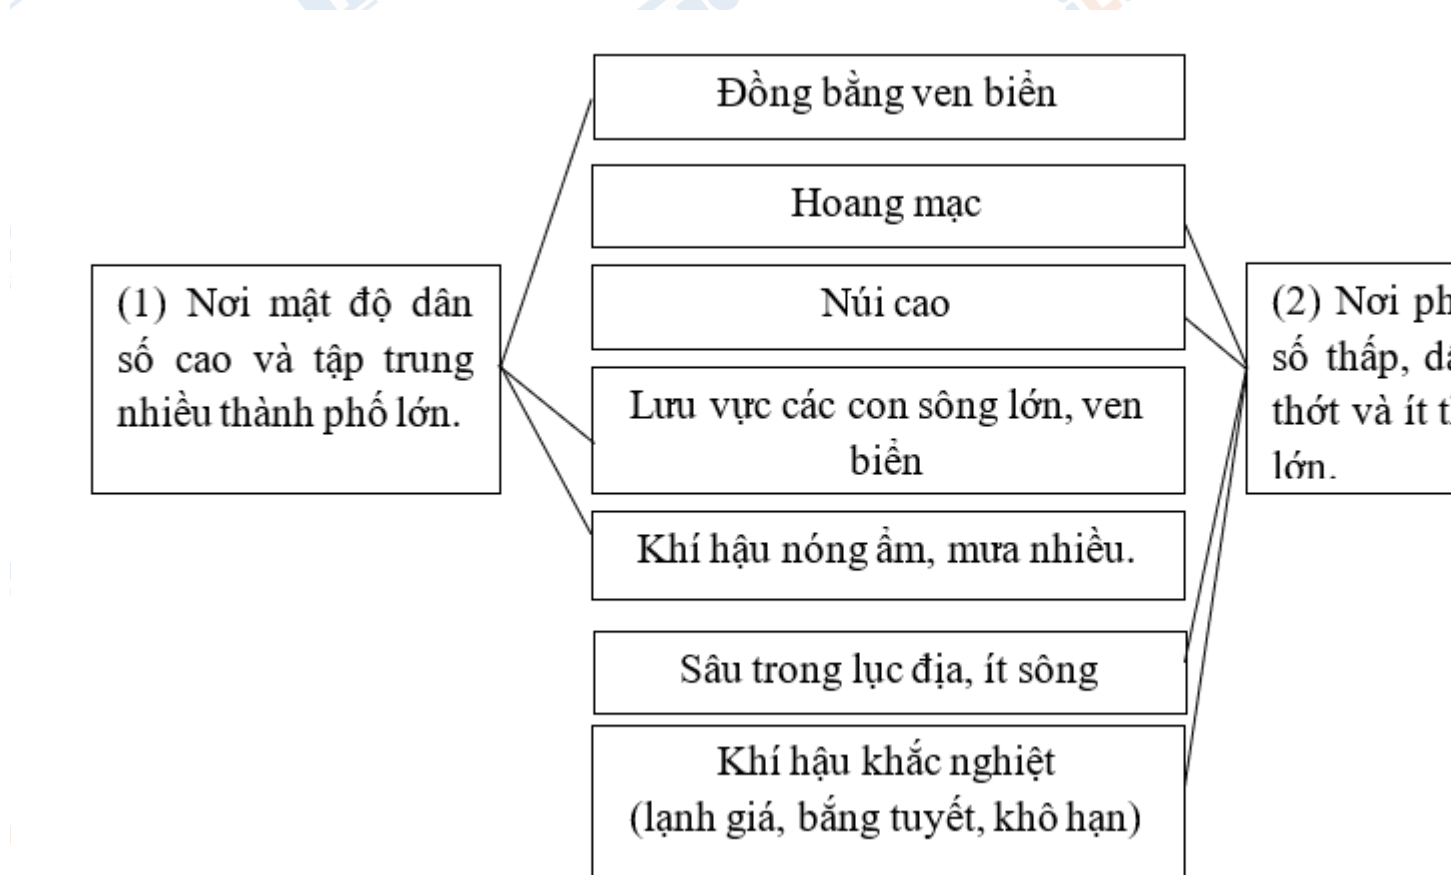 Đồng bằng ven biển
Hoang mạc
(1) Nơi mật độ dân
số cao và tập trung
nhiều thành phố lớn.
Núi cao
Lưu vực các con sông lớn, ven
biển
Khí hậu nóng ẩm, mưa nhiều.
Sâu trong lục địa, ít sông
Khí hậu khắc nghiệt
(lạnh giá, bắng tuyết, khô hạn)
(2) Nơi
số thấp,
thớt và ít
lớn.